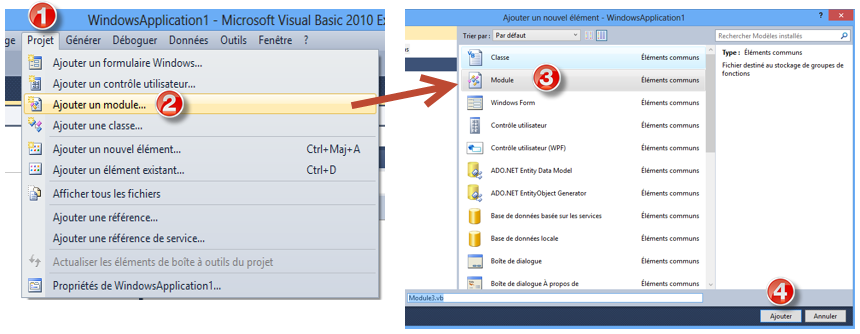 1
WindowsApplication1 - Microsoft Visual Basic 2010 E
ge Projet Générer Déboguer Données Outils Fenêtre ?
Ajouter un formulaire Windows...
Ajouter un contrôle utilisateur...
Ajouter un module... 2
Ajouter une classe...
Ajouter un nouvel élément... Ctrl+Maj+A
Ajouter un élément existant... Ctrl+D
Afficher tous les fichiers
Ajouter une référence...
Ajouter une référence de service...
Actualiser les éléments de boîte à outils du projet
Propriétés de WindowsApplication1...
Ajouter un nouvel élément - WindowsApplication1 ? x
Trier par : Par défaut
Rechercher Modèles installés
Classe Éléments communs
Module 3 Éléments communs
Windows Form Éléments communs
Contrôle utilisateur Éléments communs
Contrôle utilisateur (WPF) Éléments communs
ADO.NET Entity Data Model Éléments communs
ADO.NET EntityObject Generator Éléments communs
Base de données basée sur les services Éléments communs
Base de données locale Éléments communs
Boîte de dialogue Éléments communs
Boîte de dialogue À propos de Éléments communs
Type : Éléments communs
Fichier destiné au stockage de groupes de
fonctions
Module3.vb
4
Ajouter Annuler